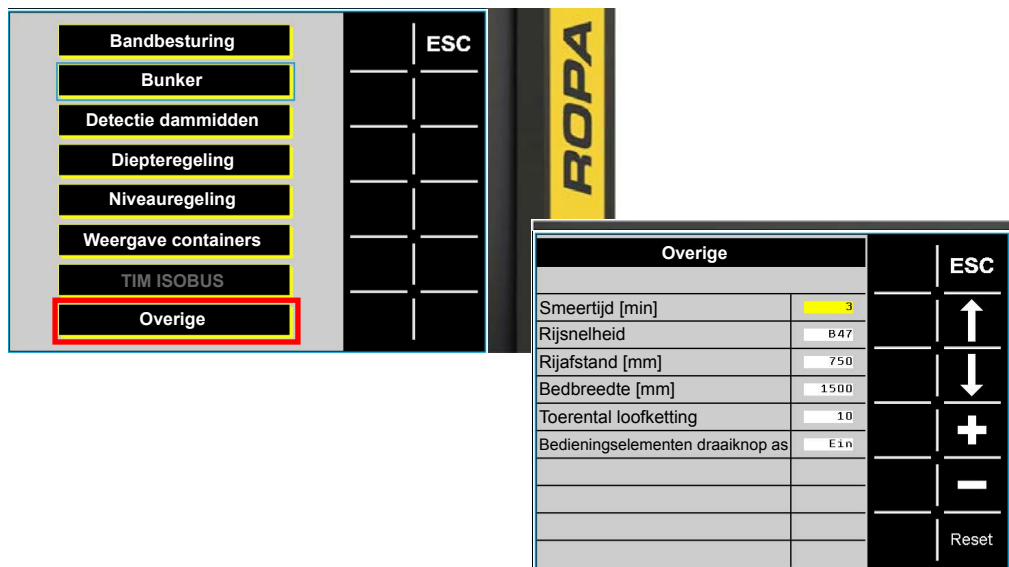 Bandbesturing
ESC
Bunker
Detectie dammidden
Diepteregeling
Niveauregeling
Weergave containers
TIM ISOBUS
Overige
ROPA
Overige
ESC
Smeertijd [min] 3
Rijsnelheid B47
Rijafstand [mm] 750
Bedbreedte [mm] 1500
Toerental loofketting 10
Bedieningselementen draaiknop as Ein
Reset